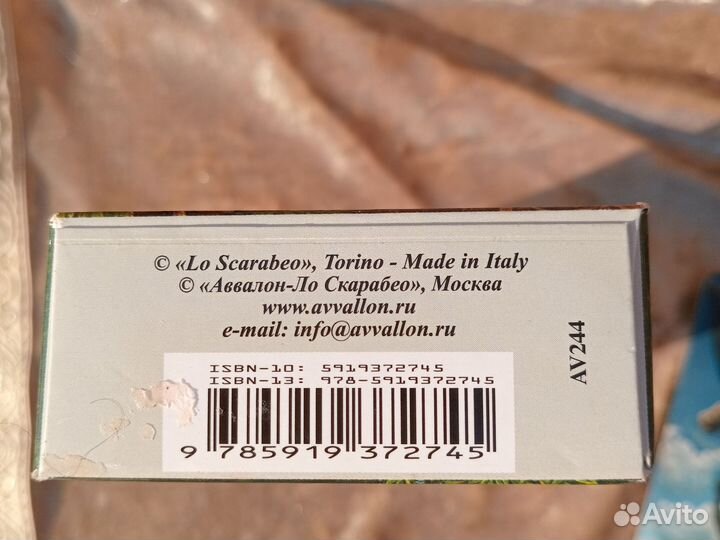 © «Lo Scarabeo», Torino - Made in Italy
© «Аввалон-Ло Скарабео», Москва
www.avvallon.ru
e-mail: info@avvallon.ru
ISBN-10: 5919372745
ISBN-13: 978-5919372745
9 785919 372745
AV244
Avito